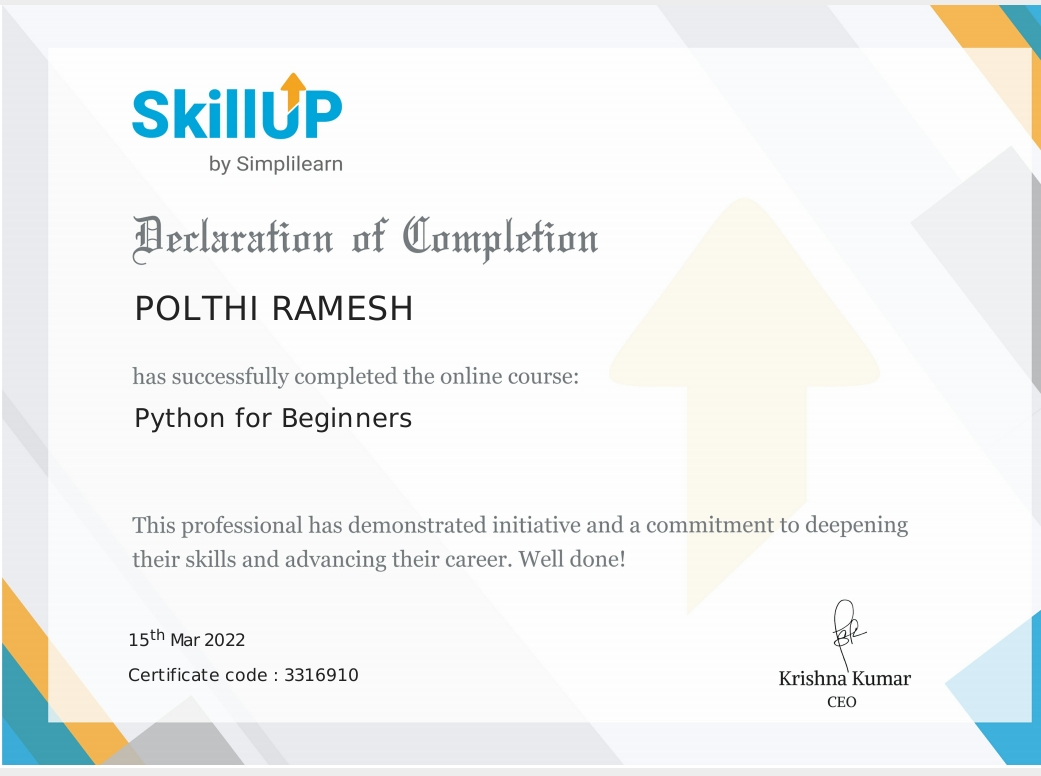 SkillUP
by Simplilearn
Declaration of Completion
POLTHI RAMESH
has successfully completed the online course:
Python for Beginners
This professional has demonstrated initiative and a commitment to deepening
their skills and advancing their career. Well done!
15th Mar 2022
Certificate code : 3316910
Krishna Kumar
CEO